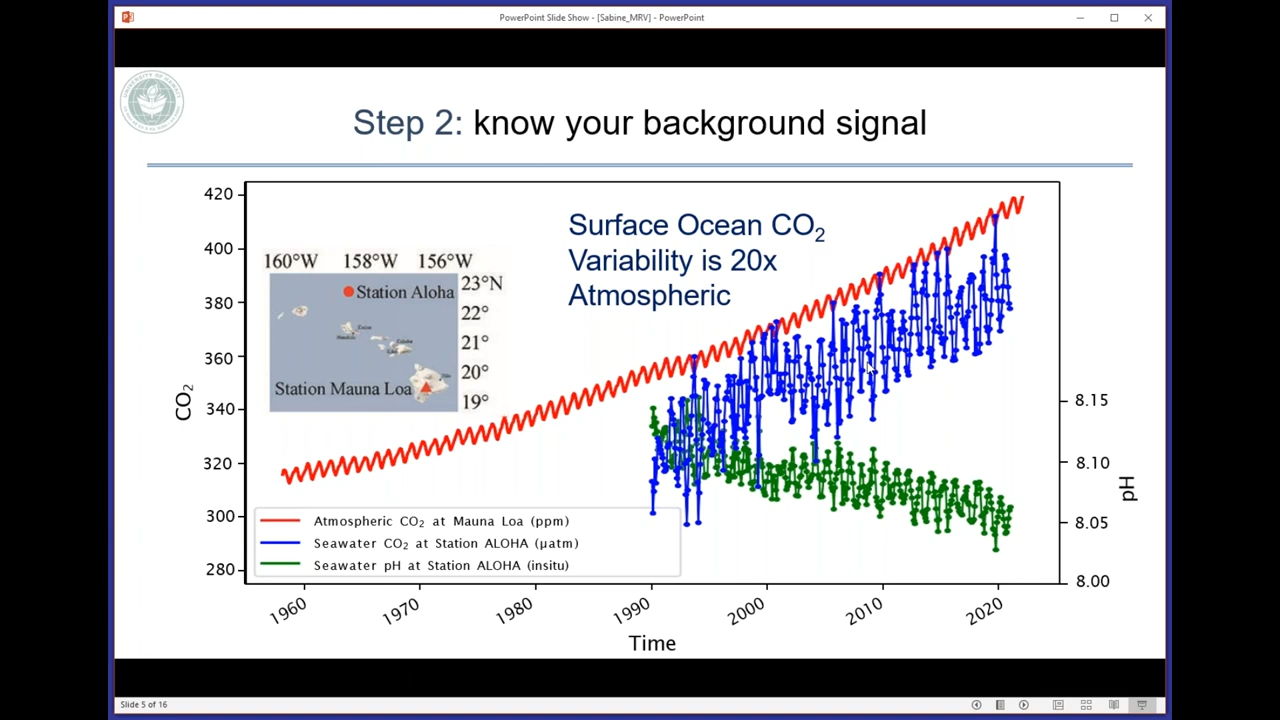 PowerPoint Slide Show - [Sabine_MRV] - PowerPoint
Step 2: know your background signal
Surface Ocean CO₂
Variability is 20x
Atmospheric
160°W 158°W 156°W
23°N
22°
21°
20°
19°
Station Aloha
Station Mauna Loa
CO₂
420
400
380
360
340
320
300
280
8.15
8.10
8.05
8.00
pH
Atmospheric CO₂ at Mauna Loa (ppm)
Seawater CO₂ at Station ALOHA (µatm)
Seawater pH at Station ALOHA (insitu)
1960 1970 1980 1990 2000 2010 2020
Time
Slide 5 of 16